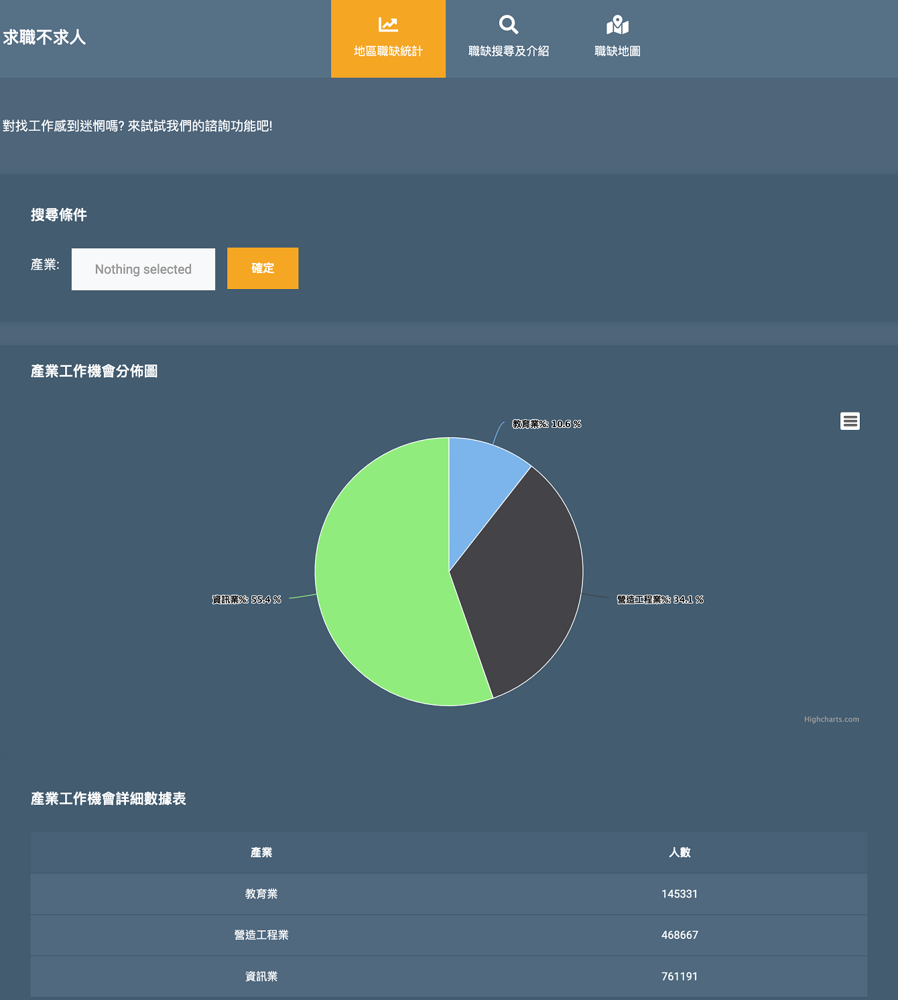 求職不求人
地區職缺統計
職缺搜尋及介紹
職缺地圖
對找工作感到迷惘嗎? 來試試我們的諮詢功能吧!
搜尋條件
產業:
Nothing selected
確定
產業工作機會分佈圖
教育業%: 10.6 %
資訊業%: 55.4 %
營造工程業%: 34.1 %
Highcharts.com
產業工作機會詳細數據表
產業 人數
教育業 145331
營造工程業 468667
資訊業 761191